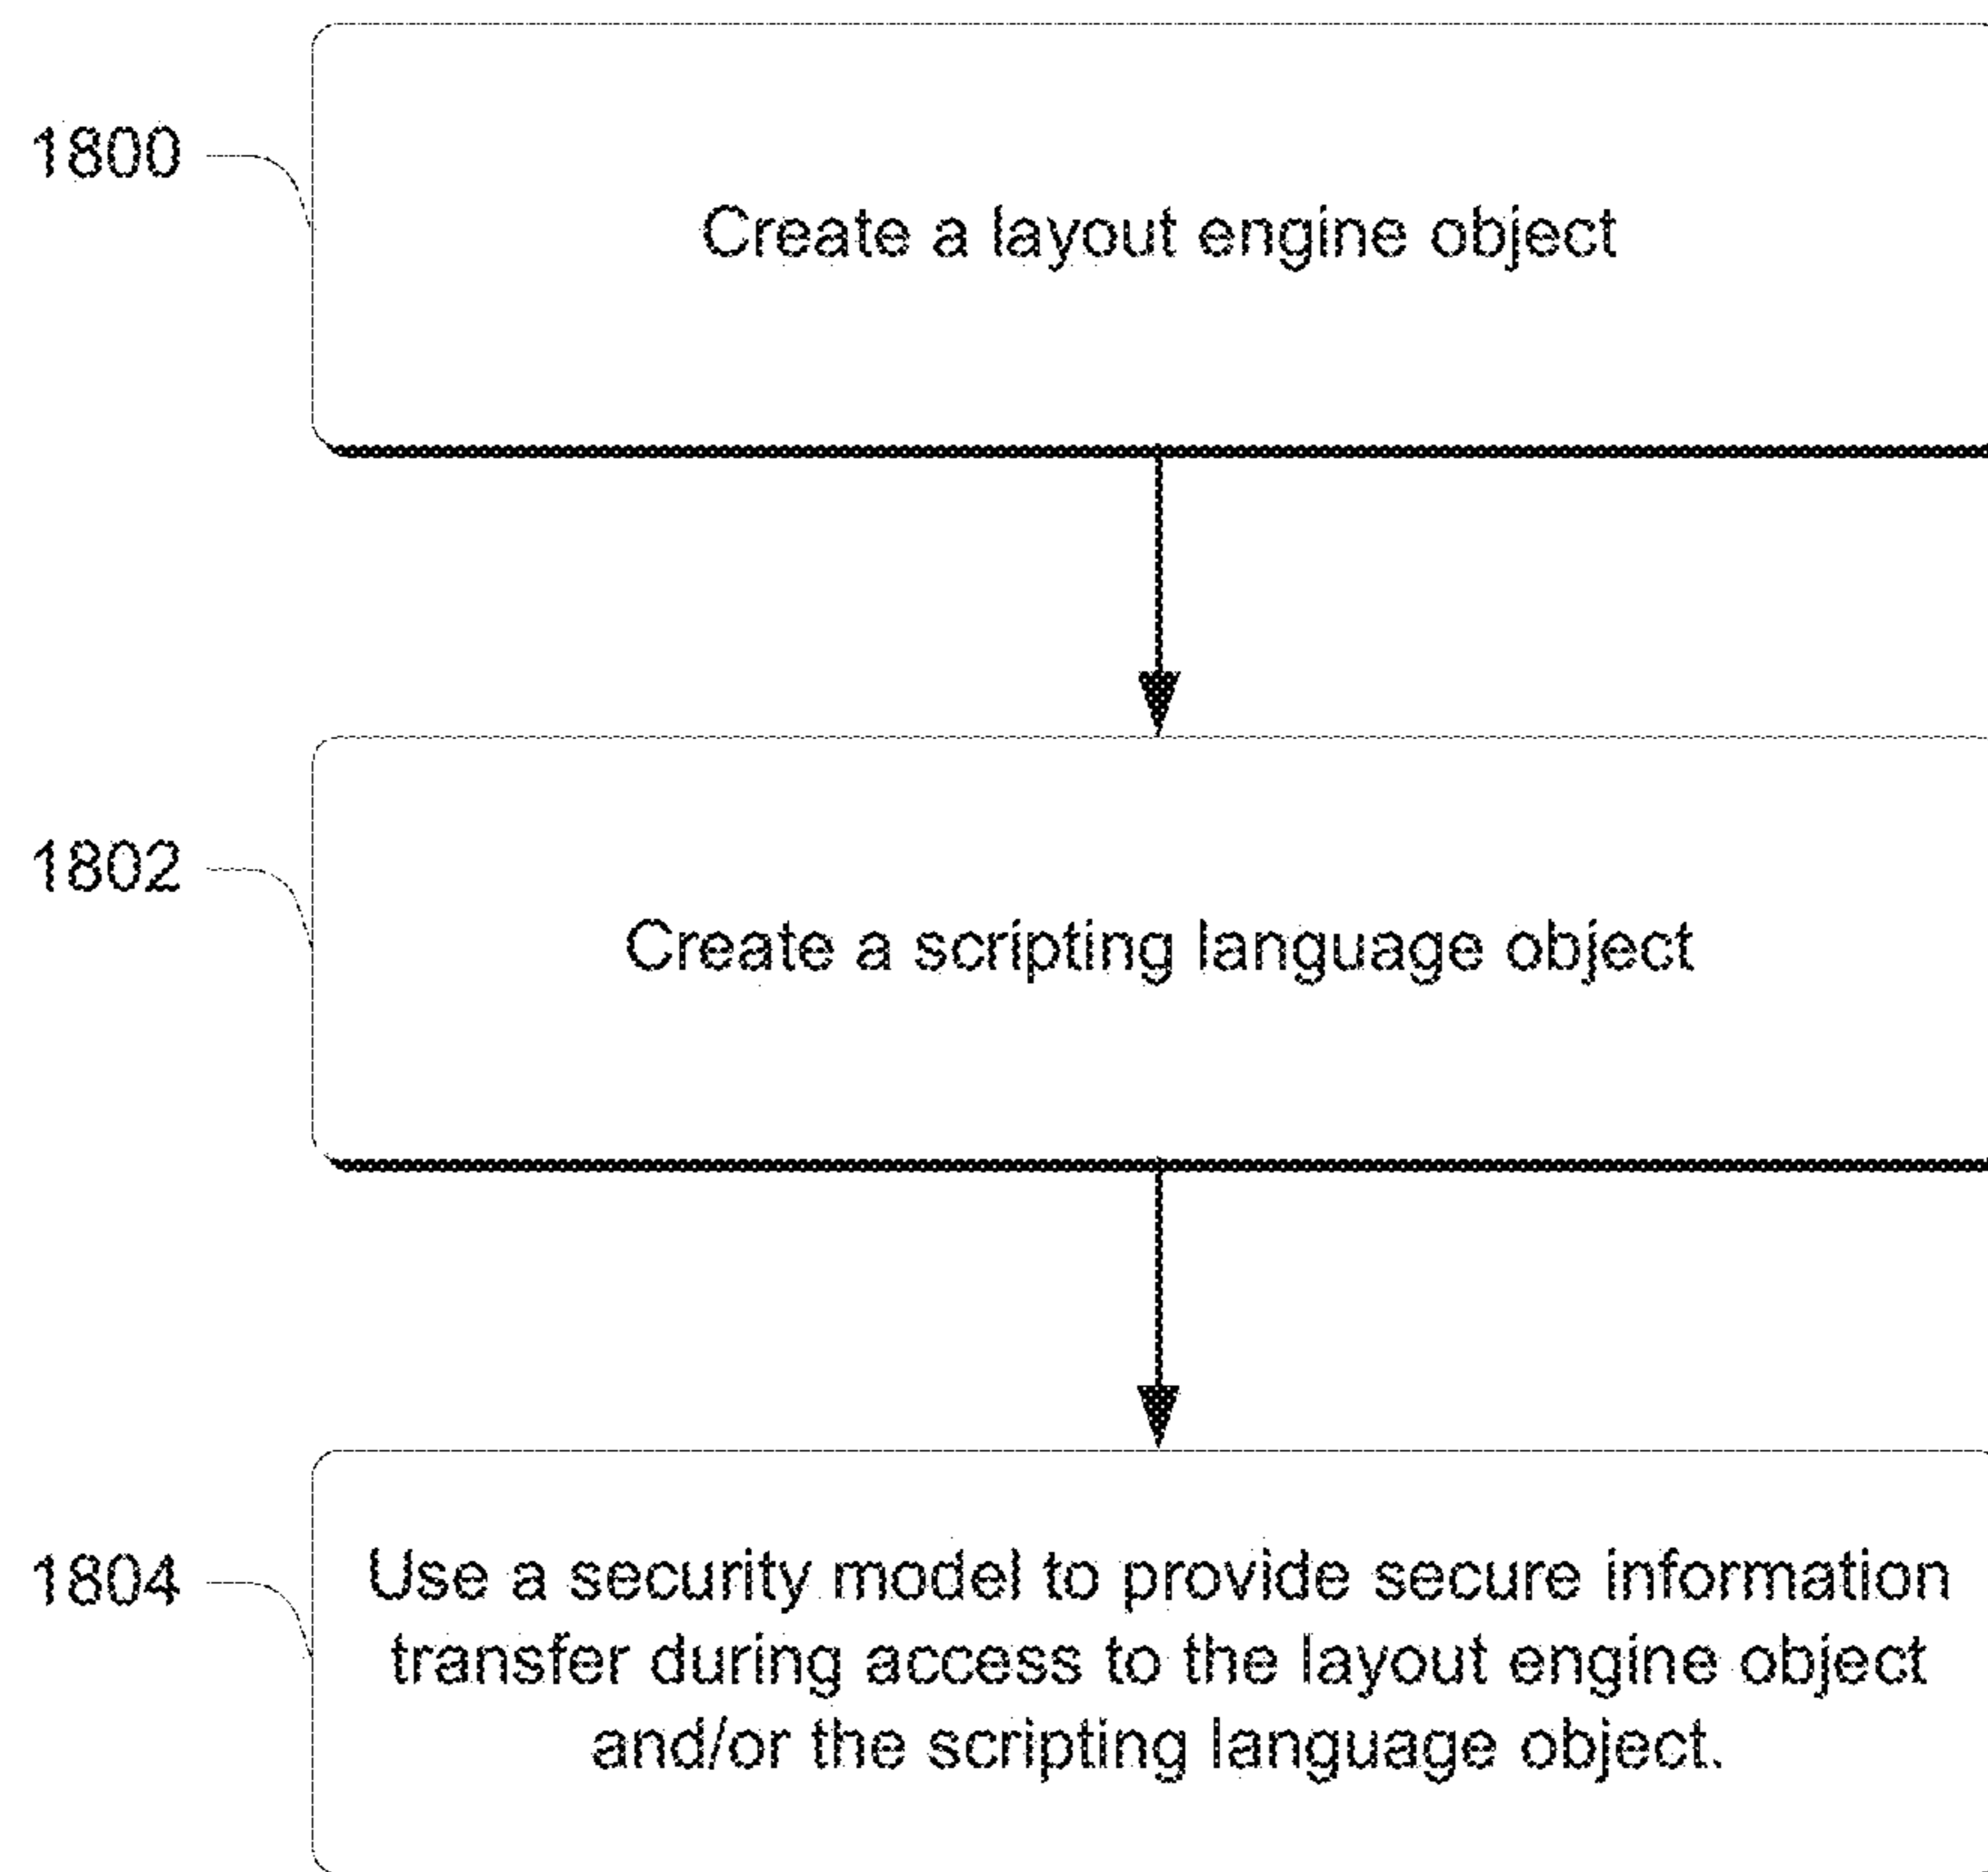 1800
Create a layout engine object
1802
Create a scripting language object
1804
Use a security model to provide secure information
transfer during access to the layout engine object
and/or the scripting language object.